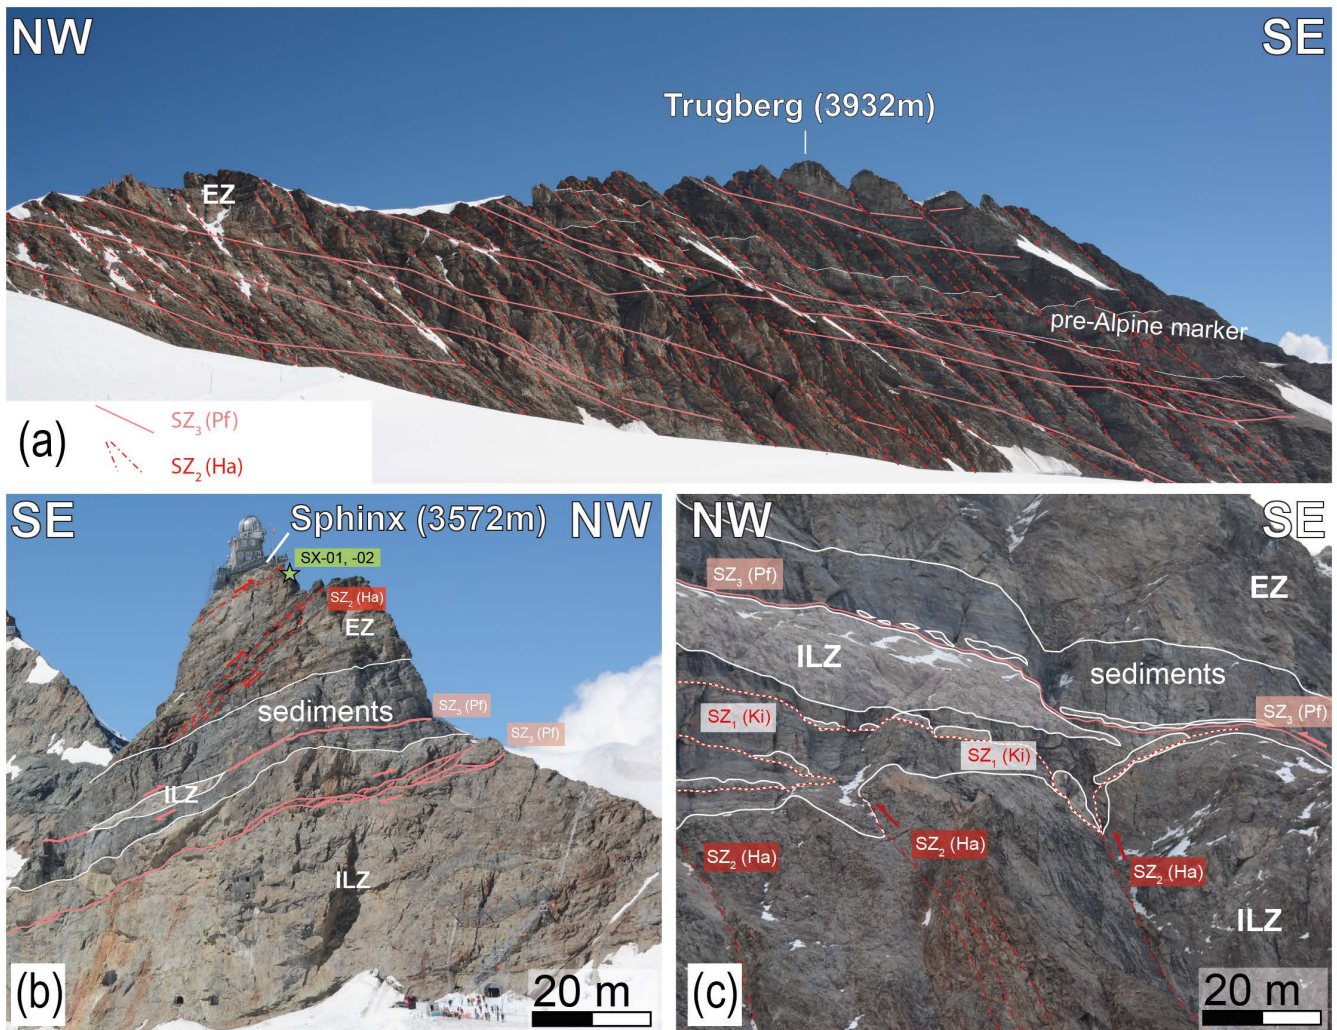 NW
SE
Trugberg (3932m)
EZ
pre-Alpine marker
SZ₃ (Pf)
SZ₂ (Ha)
(a)
SE
Sphinx (3572m)
NW
SX-01, -02
SZ₂ (Ha)
EZ
sediments
SZ₃ (Pf)
SZ₃ (Pf)
ILZ
ILZ
(b)
20 m
NW
SE
SZ₃ (Pf)
EZ
ILZ
sediments
SZ₁ (Ki)
SZ₃ (Pf)
SZ₁ (Ki)
SZ₂ (Ha)
SZ₂ (Ha)
SZ₂ (Ha)
ILZ
(c)
20 m